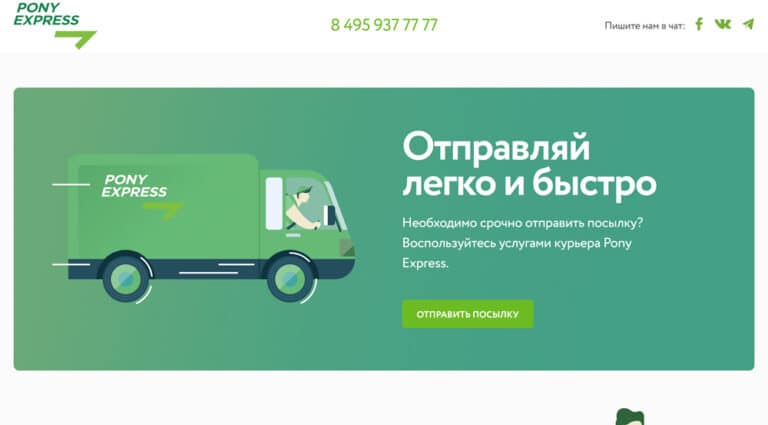 PONY
EXPRESS
8 495 937 77 77
Пишите нам в чат:
PONY
EXPRESS
Отправляй
легко и быстро
Необходимо срочно отправить посылку?
Воспользуйтесь услугами курьера Pony
Express.
ОТПРАВИТЬ ПОСЫЛКУ